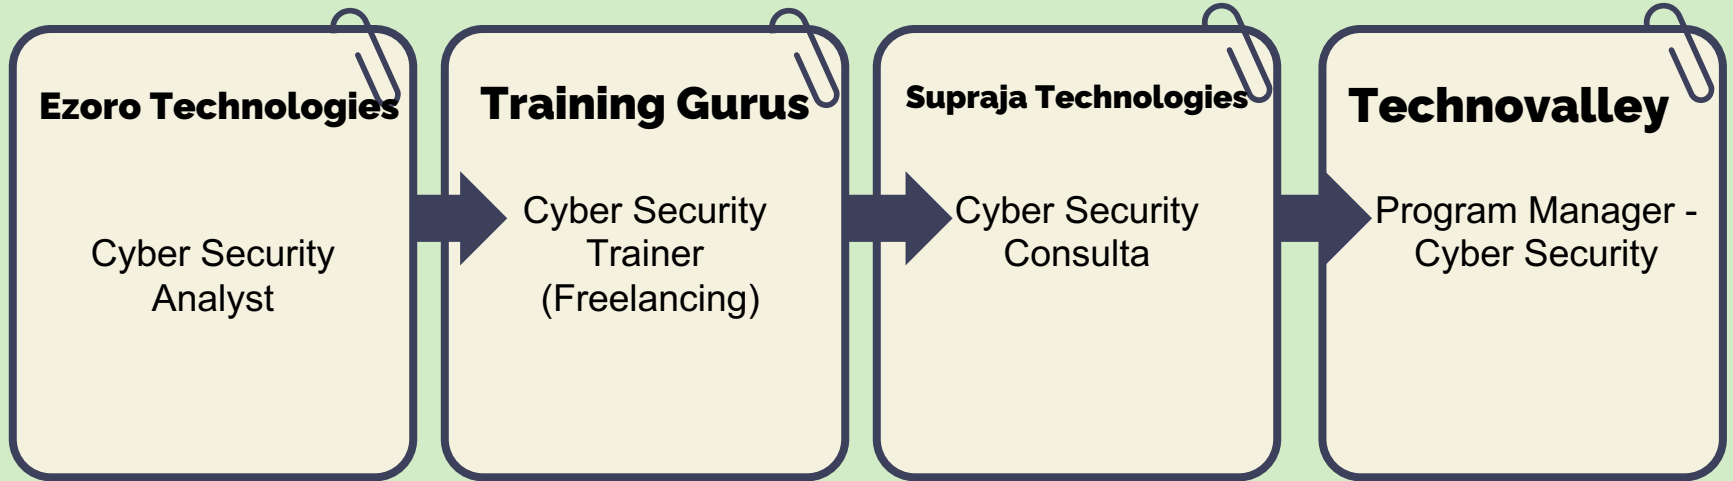 Ezoro Technologies
Cyber Security
Analyst
Training Gurus
Cyber Security
Trainer
(Freelancing)
Supraja Technologies
Cyber Security
Consulta
Technovalley
Program Manager -
Cyber Security